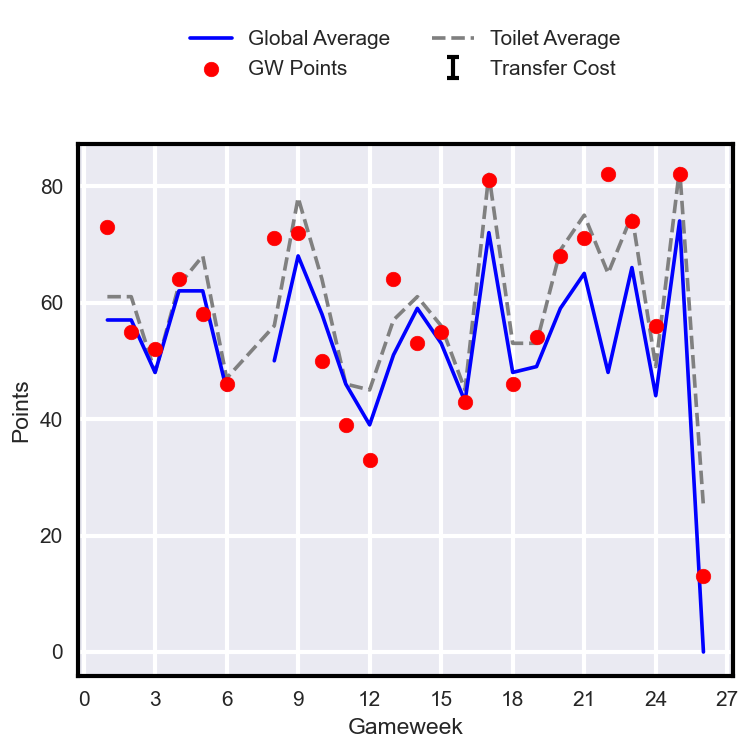 Global Average Toilet Average
GW Points Transfer Cost
80
60
40
20
0
Points
0 3 6 9 12 15 18 21 24 27
Gameweek